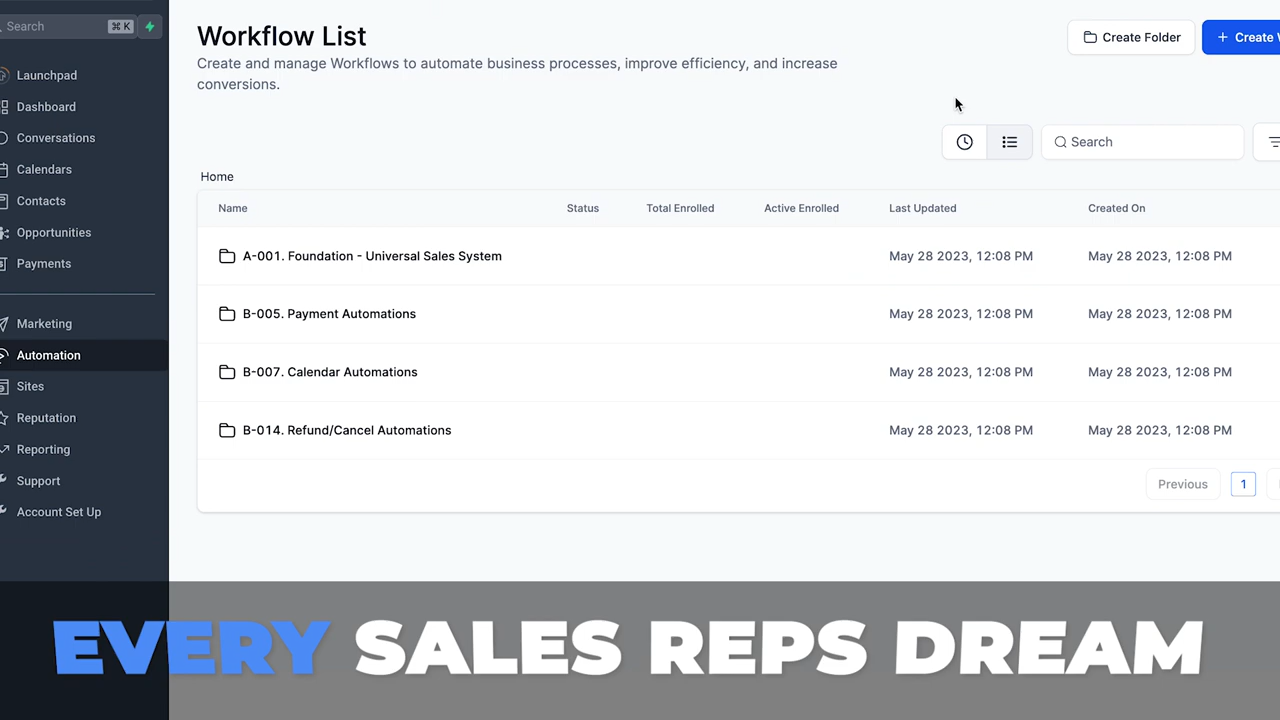 Search ⌘ K
Launchpad
Dashboard
Conversations
Calendars
Contacts
Opportunities
Payments
Marketing
Automation
Sites
Reputation
Reporting
Support
Account Set Up
Workflow List
Create and manage Workflows to automate business processes, improve efficiency, and increase
conversions.
Create Folder
+ Create
Search
Home
Name Status Total Enrolled Active Enrolled Last Updated Created On
A-001. Foundation - Universal Sales System May 28 2023, 12:08 PM May 28 2023, 12:08 PM
B-005. Payment Automations May 28 2023, 12:08 PM May 28 2023, 12:08 PM
B-007. Calendar Automations May 28 2023, 12:08 PM May 28 2023, 12:08 PM
B-014. Refund/Cancel Automations May 28 2023, 12:08 PM May 28 2023, 12:08 PM
Previous 1
EVERY SALES REPS DREAM